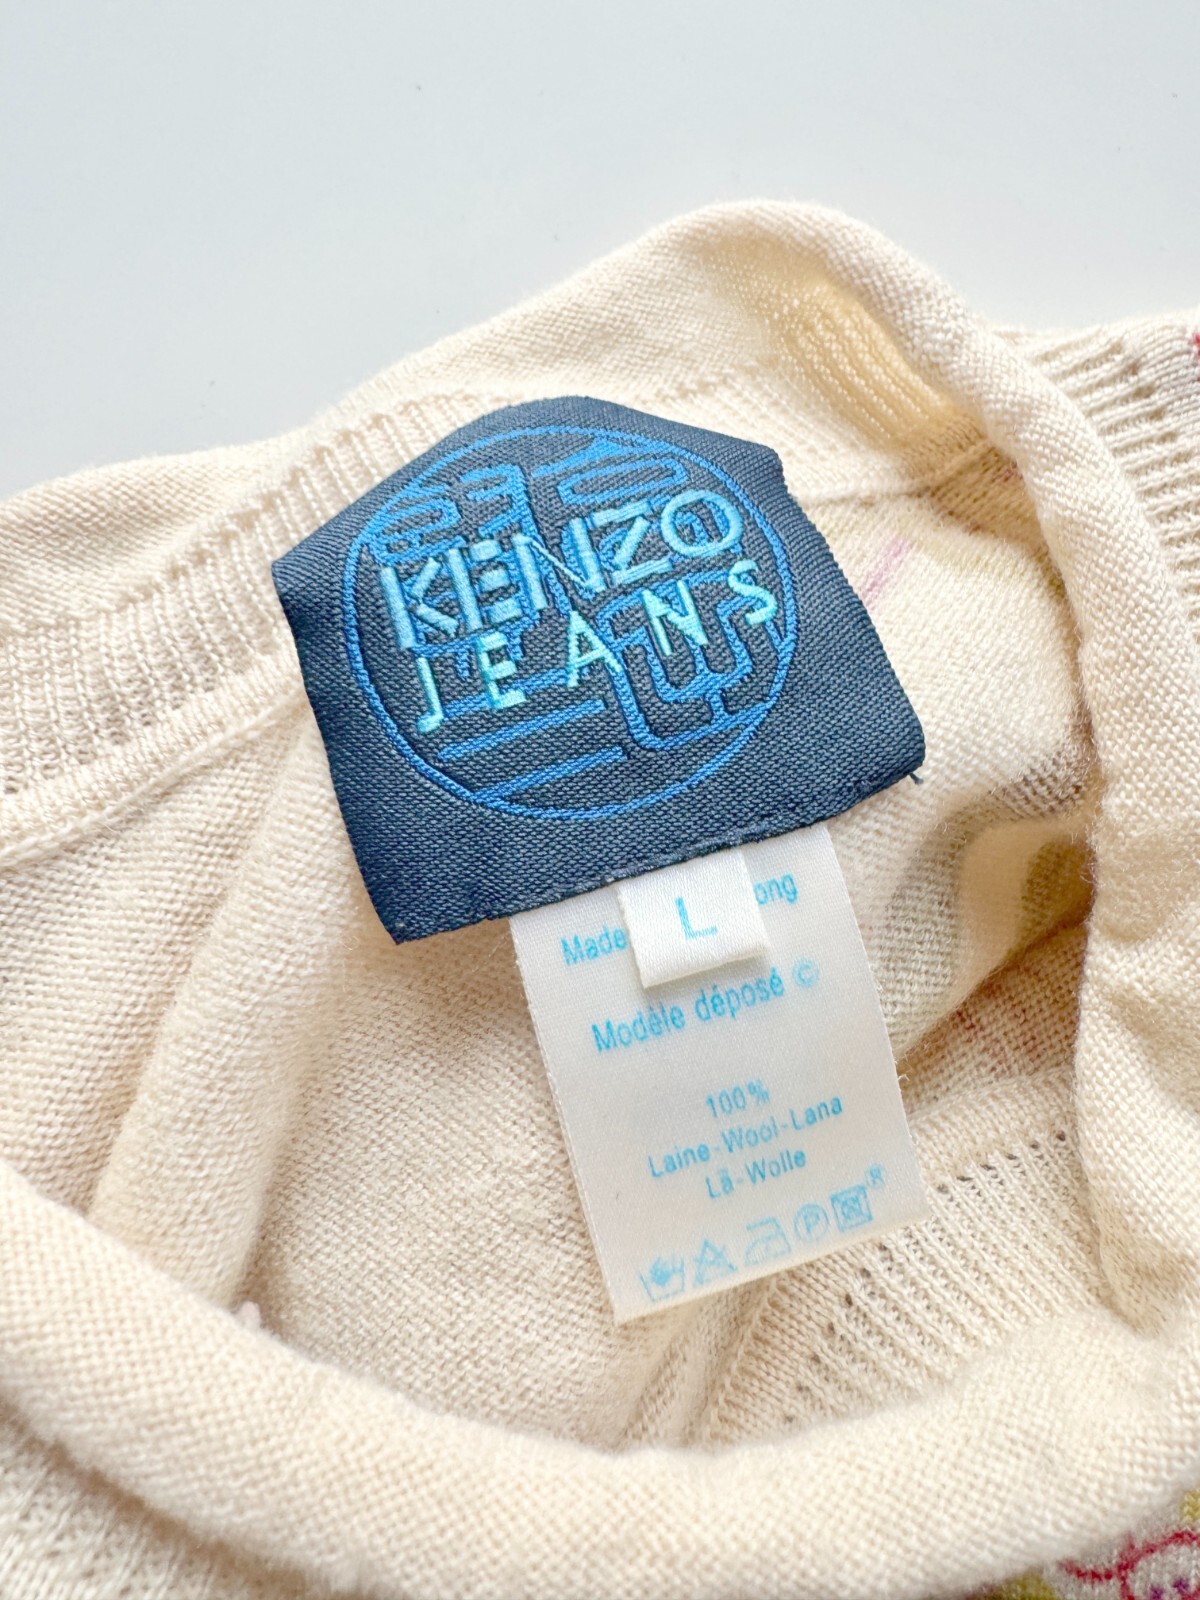 KENZO
JEANS
L
Made ong
Modèle déposé ©
100%
Laine-Wool-Lana
Lã-Wolle
P